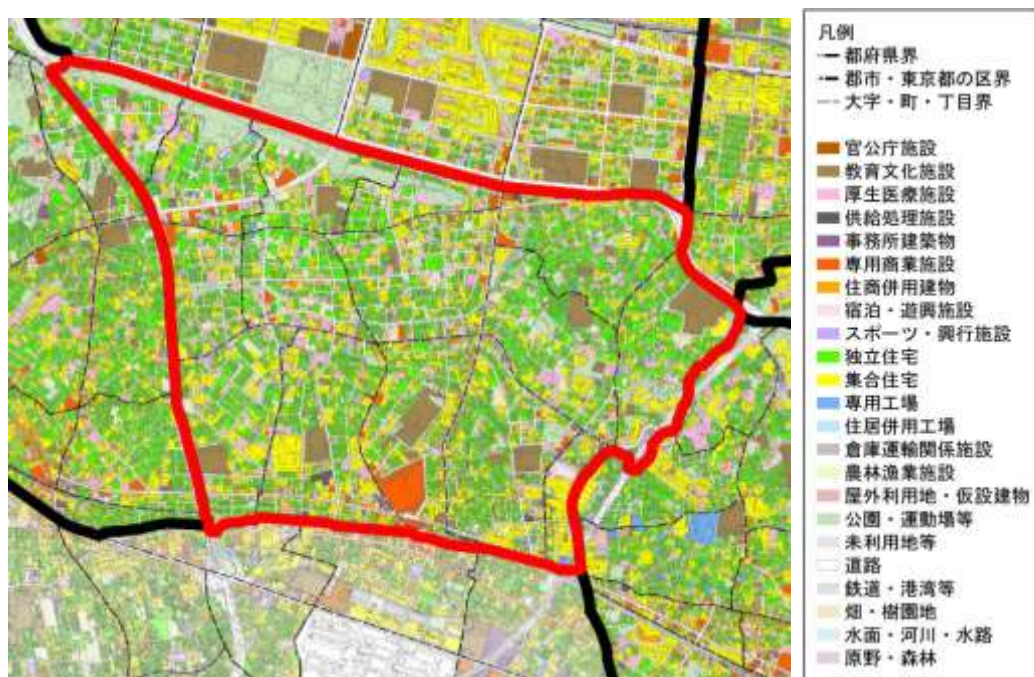 凡例
都府県界
郡市・東京都の区界
大字・町・丁目界
官公庁施設
教育文化施設
厚生医療施設
供給処理施設
事務所建築物
専用商業施設
住商併用建物
宿泊・遊興施設
スポーツ・興行施設
独立住宅
集合住宅
専用工場
住居併用工場
倉庫運輸関係施設
農林漁業施設
屋外利用地・仮設建物
公園・運動場等
未利用地等
道路
鉄道・港湾等
畑・樹園地
水面・河川・水路
原野・森林